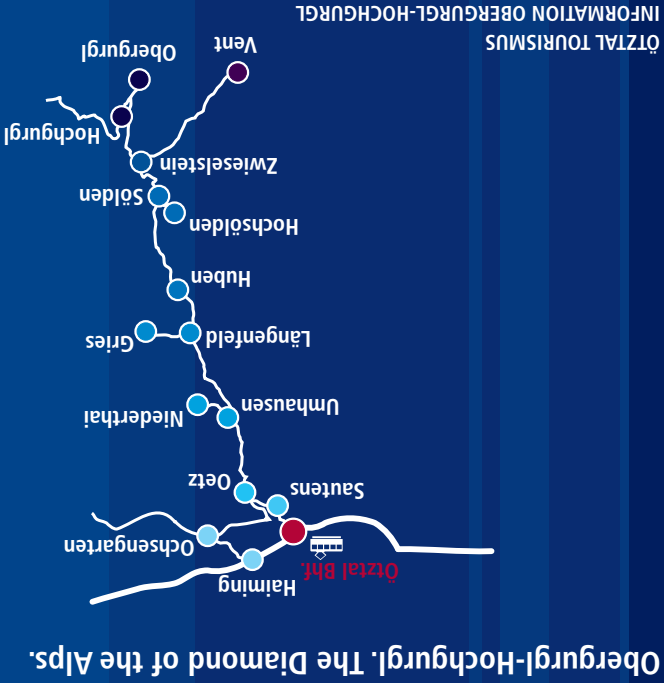 Obergurgl-Hochgurgl. The Diamond of the Alps.
Haiming
Ötztal Bhf.
Ochsengarten
Sautens
Oetz
Umhausen
Niederthai
Längenfeld
Gries
Huben
Hochsölden
Sölden
Zwieselstein
Hochgurgl
Vent
Obergurgl
ÖTZTAL TOURISMUS
INFORMATION OBERGURGL-HOCHGURGL